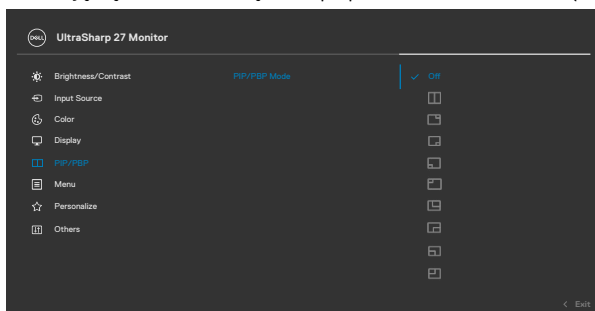 DELL UltraSharp 27 Monitor
Brightness/Contrast PIP/PBP Mode Off
Input Source
Color
Display
PIP/PBP
Menu
Personalize
Others
< Exit